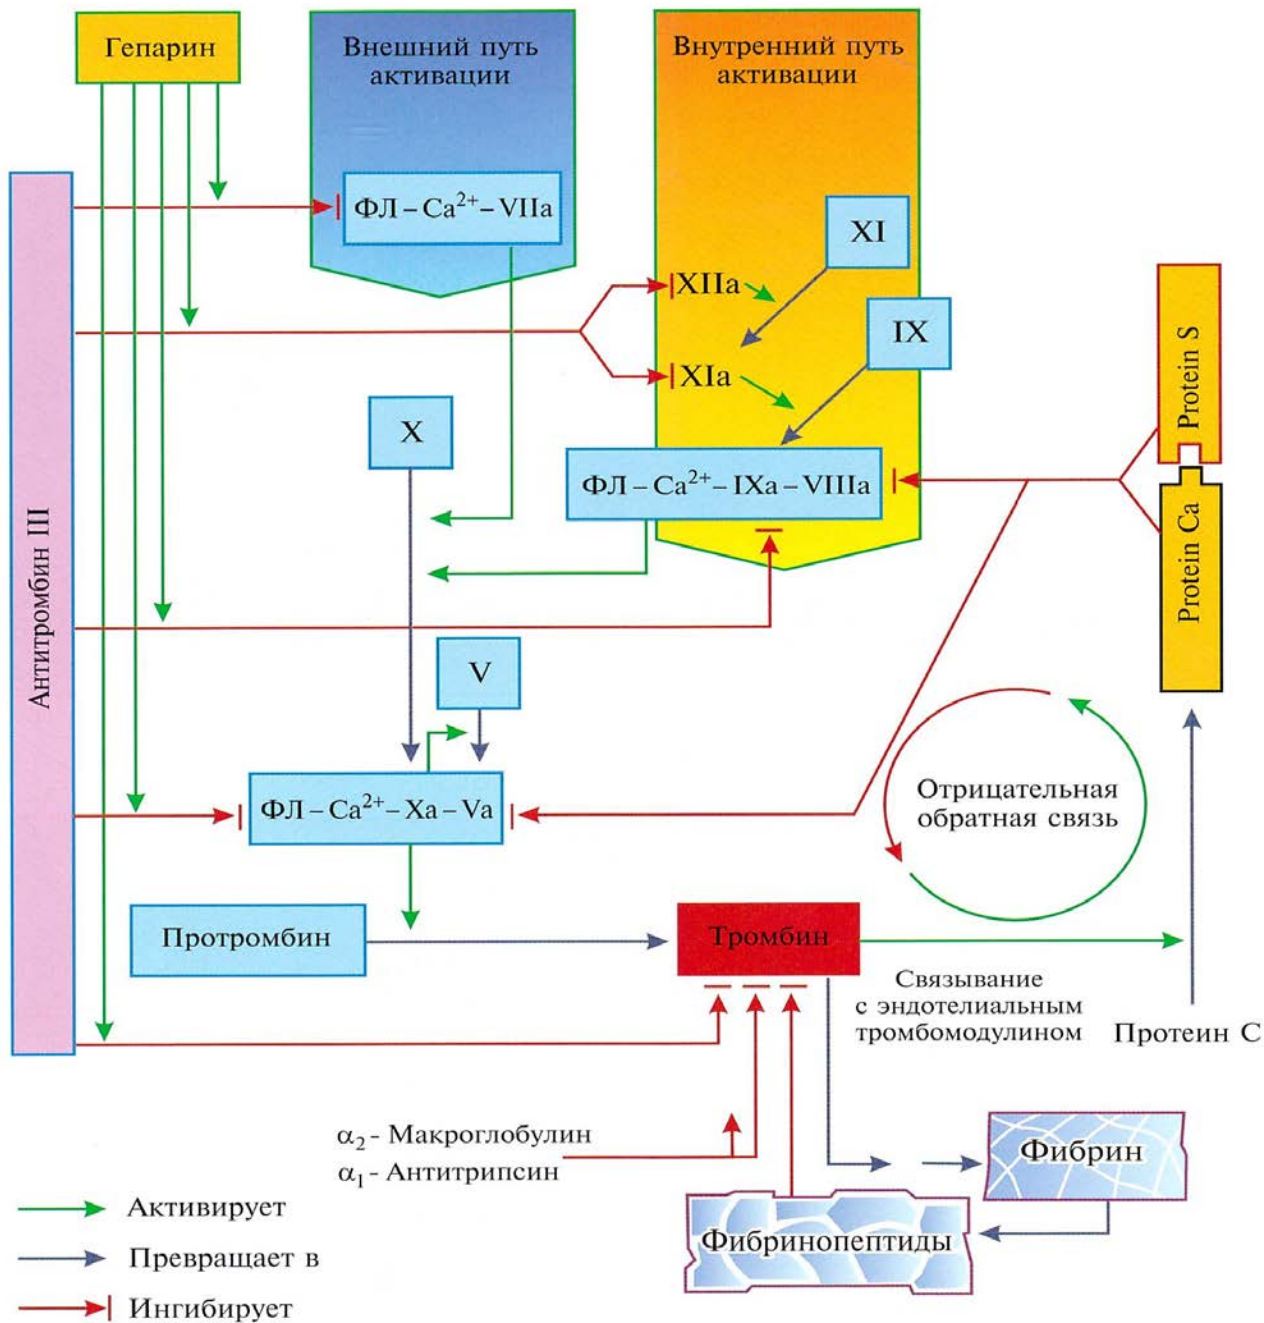 Гепарин
Внешний путь
активации
Внутренний путь
активации
ФЛ – Ca²⁺ – VIIa
XI
XIIa
IX
XIa
Protein S
X
ФЛ – Ca²⁺ – IXa – VIIIa
Protein Ca
Антитромбин III
V
ФЛ – Ca²⁺ – Xa – Va
Отрицательная
обратная связь
Протромбин
Тромбин
Связывание
с эндотелиальным
тромбомодулином
Протеин С
α₂ - Макроглобулин
α₁ - Антитрипсин
Фибрин
Фибринопептиды
Активирует
Превращает в
Ингибирует